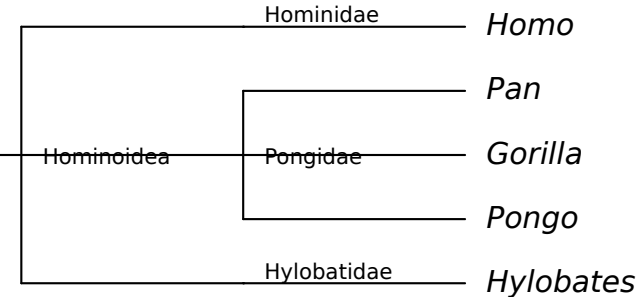 Hominidae
Homo
Pan
Hominoidea
Pongidae
Gorilla
Pongo
Hylobatidae
Hylobates